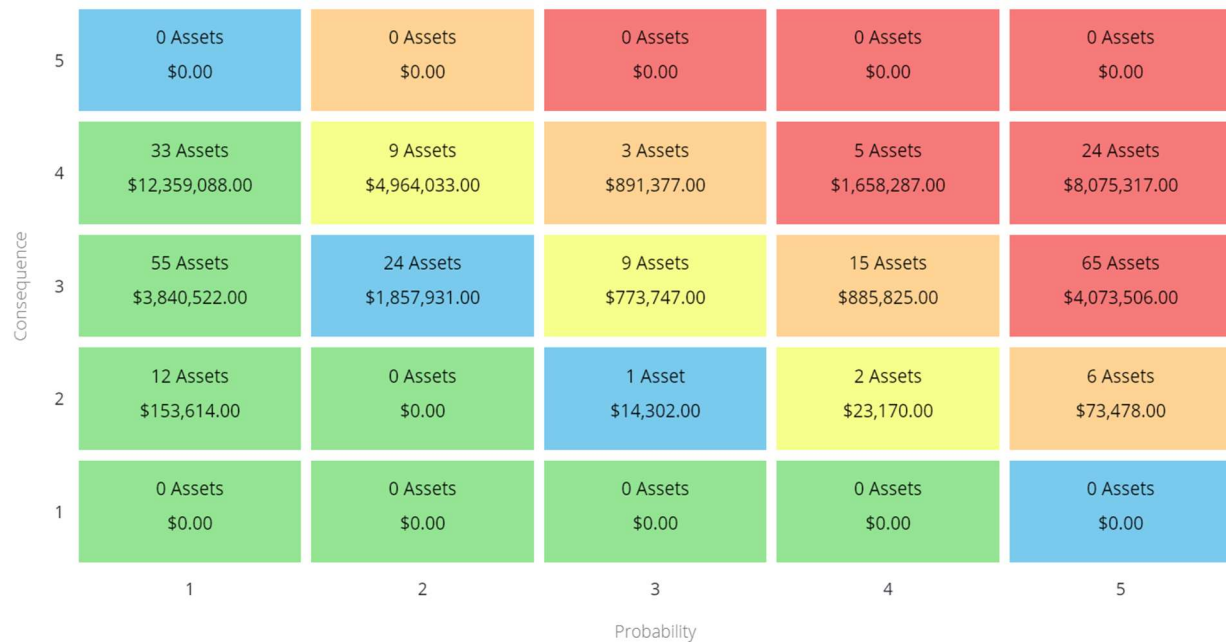 5
0 Assets
$0.00
0 Assets
$0.00
0 Assets
$0.00
0 Assets
$0.00
0 Assets
$0.00
4
33 Assets
$12,359,088.00
9 Assets
$4,964,033.00
3 Assets
$891,377.00
5 Assets
$1,658,287.00
24 Assets
$8,075,317.00
Consequence
3
55 Assets
$3,840,522.00
24 Assets
$1,857,931.00
9 Assets
$773,747.00
15 Assets
$885,825.00
65 Assets
$4,073,506.00
2
12 Assets
$153,614.00
0 Assets
$0.00
1 Asset
$14,302.00
2 Assets
$23,170.00
6 Assets
$73,478.00
1
0 Assets
$0.00
0 Assets
$0.00
0 Assets
$0.00
0 Assets
$0.00
0 Assets
$0.00
1
2
3
4
5
Probability